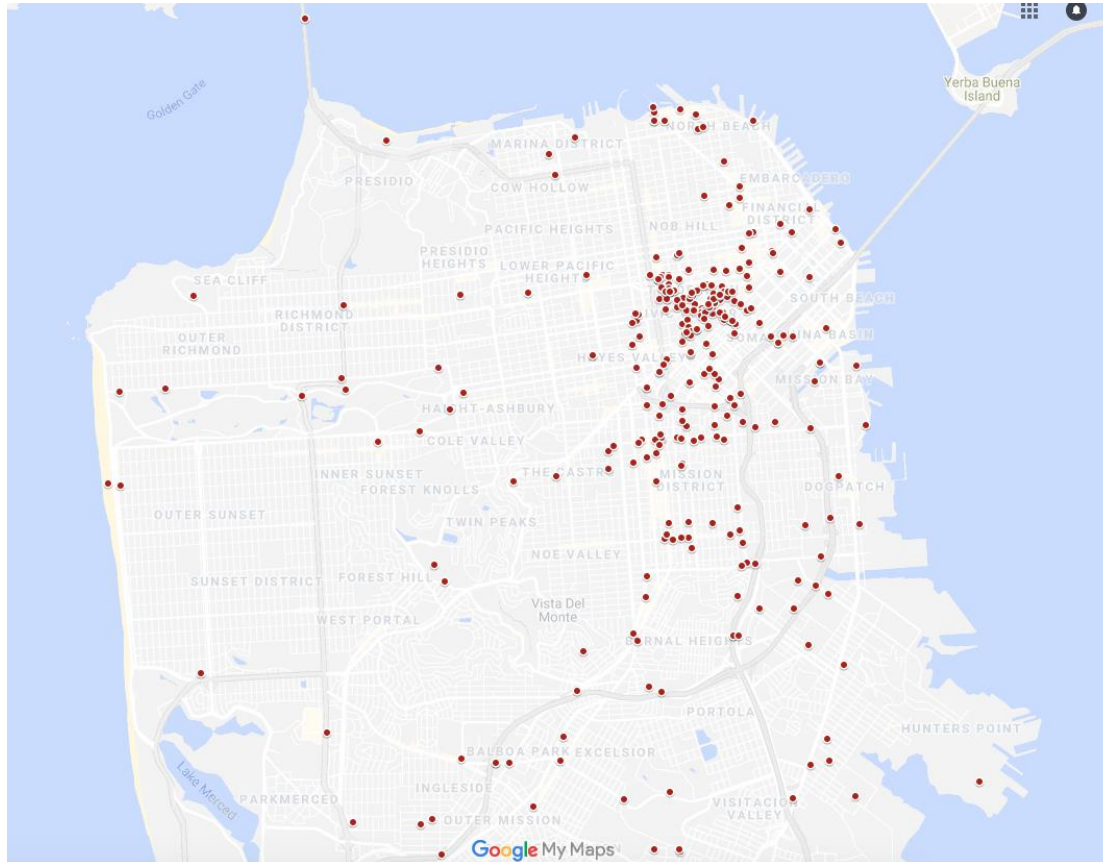 Yerba Buena
Island
Golden Gate
NORTH BEACH
MARINA DISTRICT
PRESIDIO
COW HOLLOW
EMBARCADERO
FINANCIAL
DISTRICT
NOB HILL
PACIFIC HEIGHTS
PRESIDIO
HEIGHTS
LOWER PACIFIC
HEIGHTS
SEA CLIFF
SOUTH BEACH
RICHMOND
DISTRICT
OUTER
RICHMOND
HAYES VALLEY
MISSION BAY
HAIGHT-ASHBURY
COLE VALLEY
INNER SUNSET
FOREST KNOLLS
THE CASTR
MISSION
DISTRICT
DOGPATCH
OUTER SUNSET
TWIN PEAKS
NOE VALLEY
SUNSET DISTRICT
FOREST HILL
Vista Del
Monte
WEST PORTAL
BERNAL HEIGHTS
PORTOLA
HUNTERS POINT
BALBOA PARK
EXCELSIOR
Lake Merced
INGLESIDE
PARKMERCED
VISITACION
VALLEY
OUTER MISSION
Google My Maps